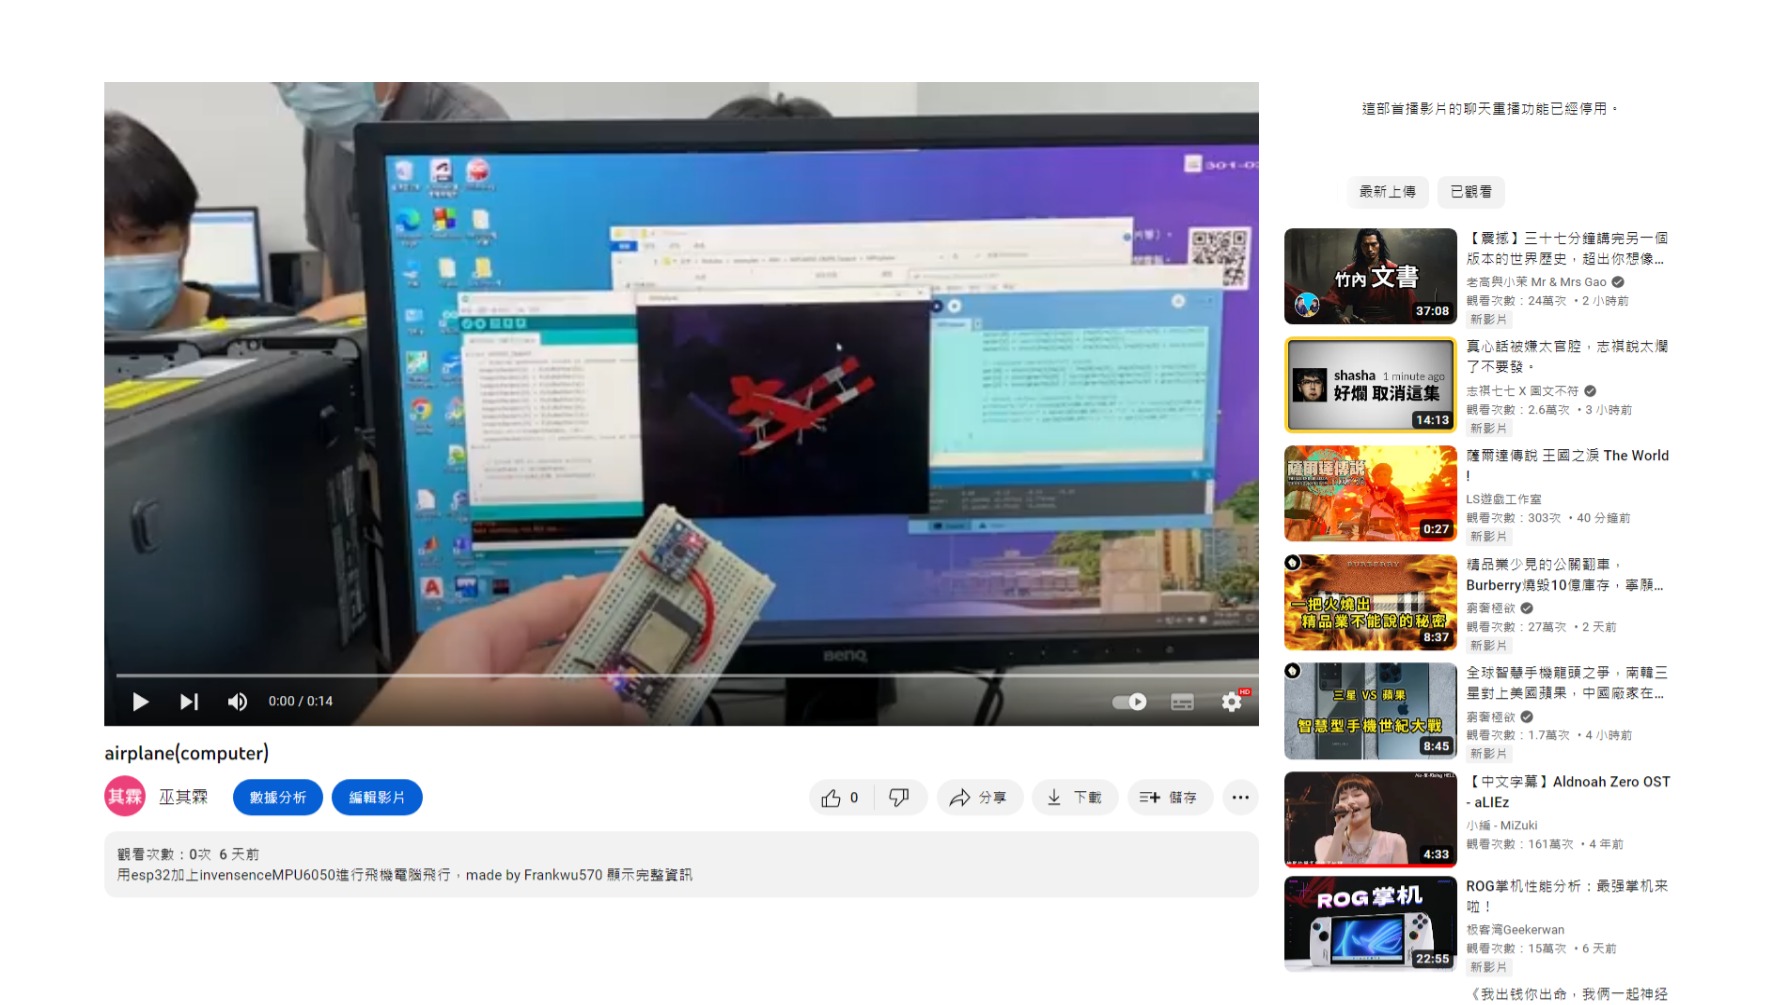 301-0
BenQ
0:00 / 0:14
HD
airplane(computer)
其霖
巫其霖
數據分析
編輯影片
0
分享
下載
儲存
觀看次數：0次 6 天前
用esp32加上invensenceMPU6050進行飛機電腦飛行，made by Frankwu570 顯示完整資訊
這部首播影片的聊天重播功能已經停用。
最新上傳
已觀看
竹內 文書
37:08
【震撼】三十七分鐘講完另一個
版本的世界歷史，超出你想像...
老高與小茉 Mr & Mrs Gao
觀看次數：24萬次 • 2 小時前
新影片
shasha 1 minute ago
好爛 取消這集
14:13
真心話被嫌太官腔，志祺說太爛
了不要發。
志祺七七 X 圖文不符
觀看次數：2.6萬次 • 3 小時前
新影片
薩爾達傳說
0:27
薩爾達傳說 王國之淚 The World
!
LS遊戲工作室
觀看次數：303次 • 40 分鐘前
新影片
BURBERRY
一把火燒出
精品業不能說的秘密
8:37
精品業少見的公關翻車，
Burberry燒毀10億庫存，寧願...
窮奢極欲
觀看次數：27萬次 • 2 天前
新影片
三星 VS 蘋果
智慧型手機世紀大戰
8:45
全球智慧手機龍頭之爭，南韓三
星對上美國蘋果，中國廠家在...
窮奢極欲
觀看次數：1.7萬次 • 4 小時前
新影片
4:33
【中文字幕】Aldnoah Zero OST
- aLIEz
小編 - MiZuki
觀看次數：161萬次 • 4 年前
ROG掌机
22:55
ROG掌机性能分析：最强掌机来
啦！
极客湾Geekerwan
觀看次數：15萬次 • 6 天前
新影片
《我出钱你出命，我俩一起神经